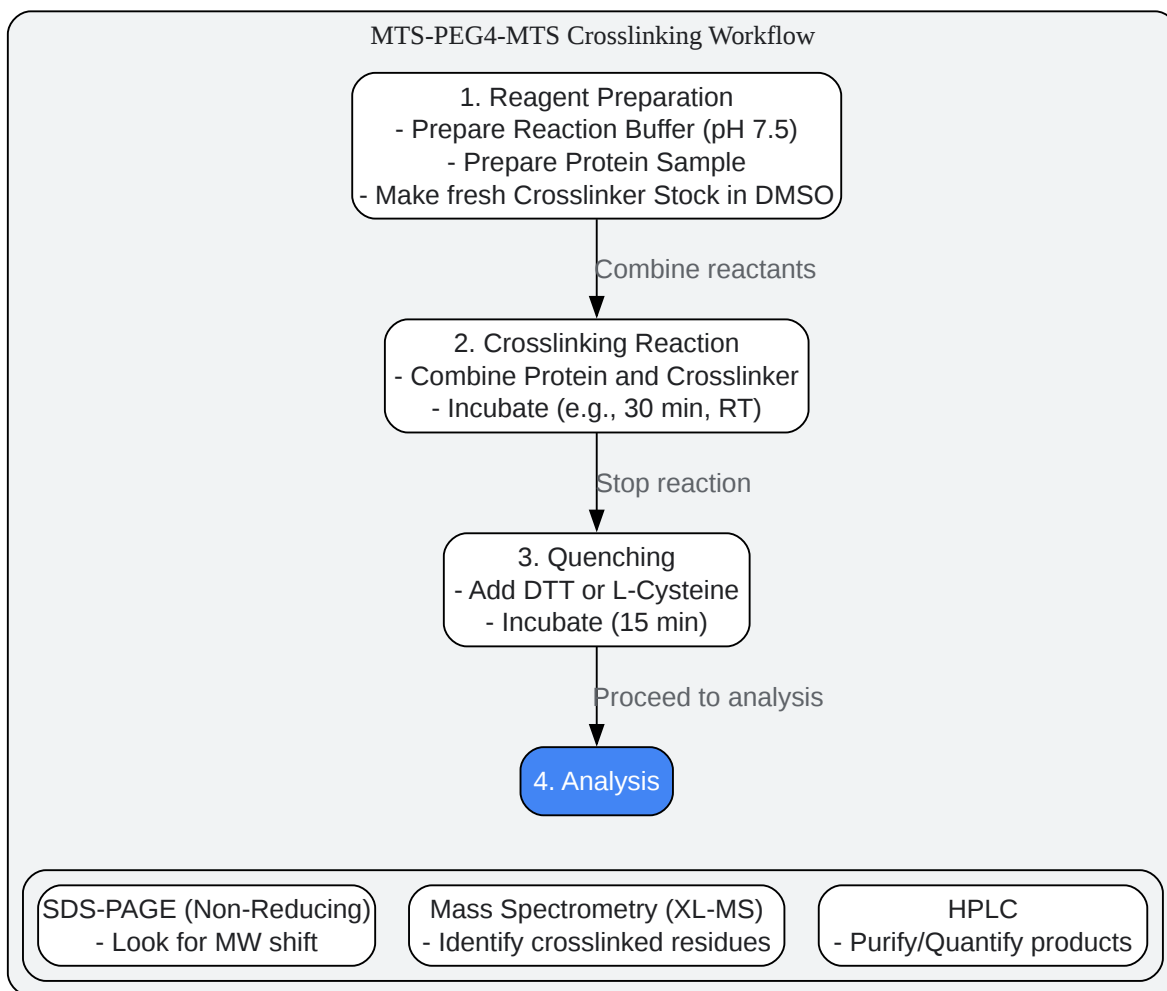 MTS-PEG4-MTS Crosslinking Workflow
1. Reagent Preparation
- Prepare Reaction Buffer (pH 7.5)
- Prepare Protein Sample
- Make fresh Crosslinker Stock in DMSO
Combine reactants
2. Crosslinking Reaction
- Combine Protein and Crosslinker
- Incubate (e.g., 30 min, RT)
Stop reaction
3. Quenching
- Add DTT or L-Cysteine
- Incubate (15 min)
Proceed to analysis
4. Analysis
SDS-PAGE (Non-Reducing)
- Look for MW shift
Mass Spectrometry (XL-MS)
- Identify crosslinked residues
HPLC
- Purify/Quantify products